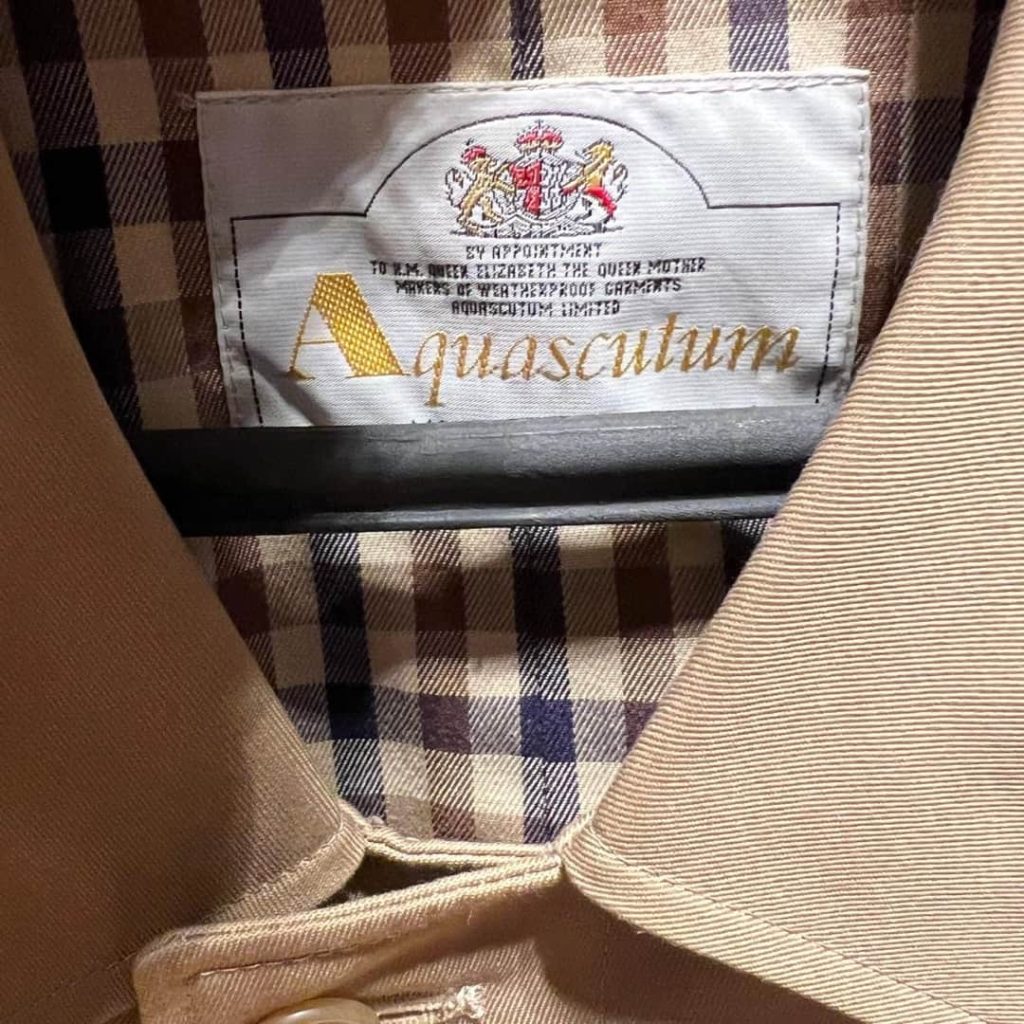 BY APPOINTMENT
TO H.M. QUEEN ELIZABETH THE QUEEN MOTHER
MAKERS OF WEATHERPROOF GARMENTS
AQUASCUTUM LIMITED
Aquascutum